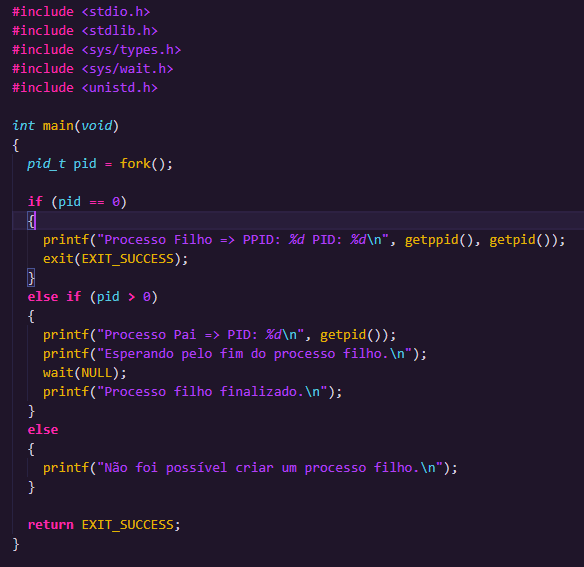 #include <stdio.h>
#include <stdlib.h>
#include <sys/types.h>
#include <sys/wait.h>
#include <unistd.h>

int main(void)
{
  pid_t pid = fork();

  if (pid == 0)
  {
    printf("Processo Filho => PPID: %d PID: %d\n", getppid(), getpid());
    exit(EXIT_SUCCESS);
  }
  else if (pid > 0)
  {
    printf("Processo Pai => PID: %d\n", getpid());
    printf("Esperando pelo fim do processo filho.\n");
    wait(NULL);
    printf("Processo filho finalizado.\n");
  }
  else
  {
    printf("Não foi possível criar um processo filho.\n");
  }

  return EXIT_SUCCESS;
}